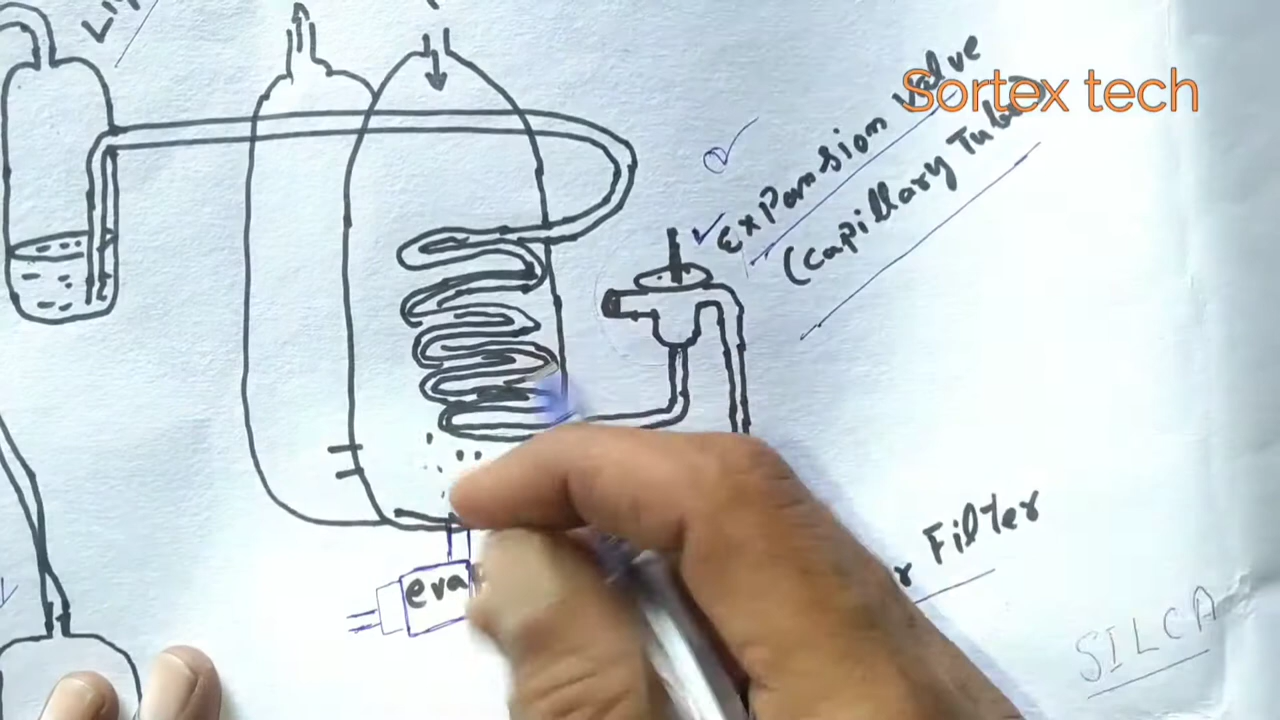 Sortex tech
Expansion Valve
(Capillary Tube)
eva
r Filter
SILCA